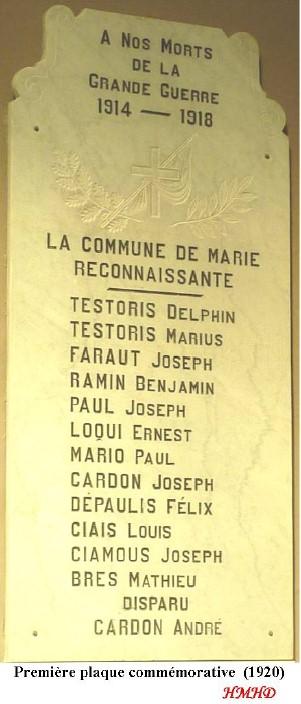 A NOS MORTS
DE LA
GRANDE GUERRE
1914 — 1918
LA COMMUNE DE MARIE
RECONNAISSANTE
TESTORIS DELPHIN
TESTORIS MARIUS
FARAUT JOSEPH
RAMIN BENJAMIN
PAUL JOSEPH
LOQUI ERNEST
MARIO PAUL
CARDON JOSEPH
DÉPAULIS FÉLIX
CIAIS LOUIS
CIAMOUS JOSEPH
BRES MATHIEU
DISPARU
CARDON ANDRÉ
Première plaque commémorative (1920)
HMHD